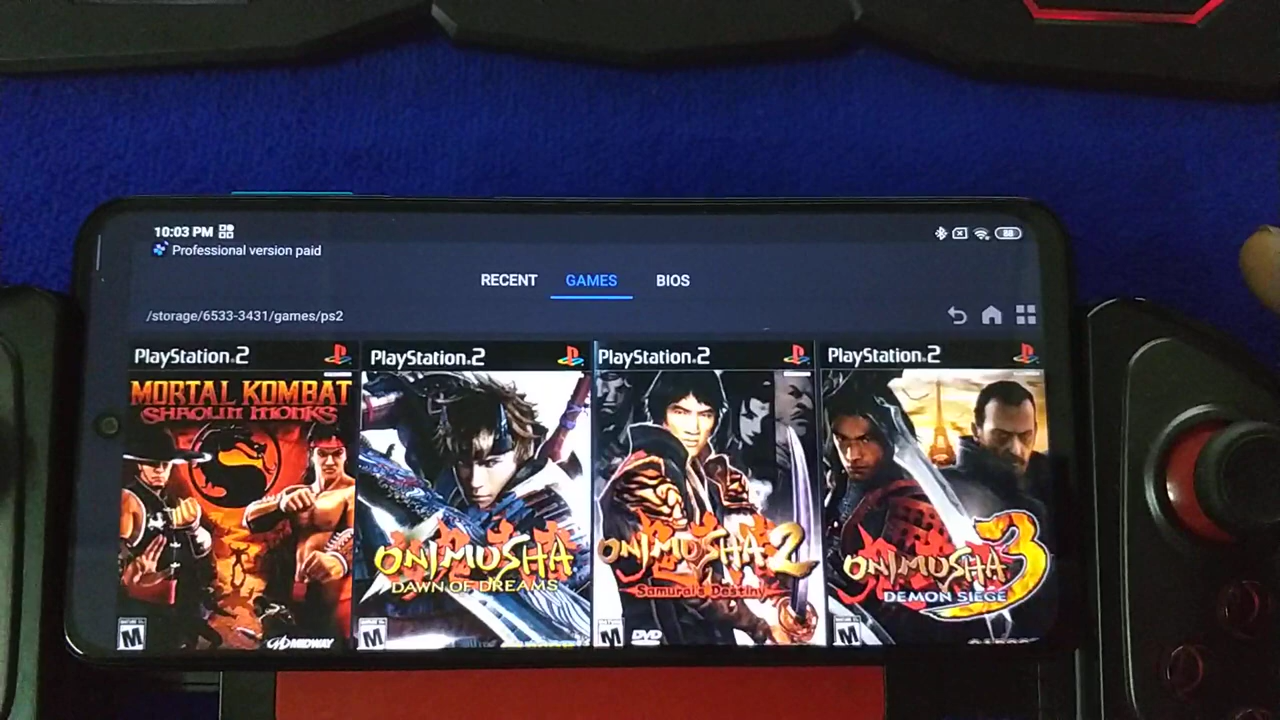 10:03 PM
88
Professional version paid
RECENT GAMES BIOS
/storage/6533-3431/games/ps2
PlayStation.2
MORTAL KOMBAT
SHAOLIN MONKS
M
MIDWAY
PlayStation.2
ONIMUSHA
DAWN OF DREAMS
M
PlayStation.2
ONIMUSHA 2
Samurai's Destiny
M
DVD
PlayStation.2
ONIMUSHA 3
DEMON SIEGE
M